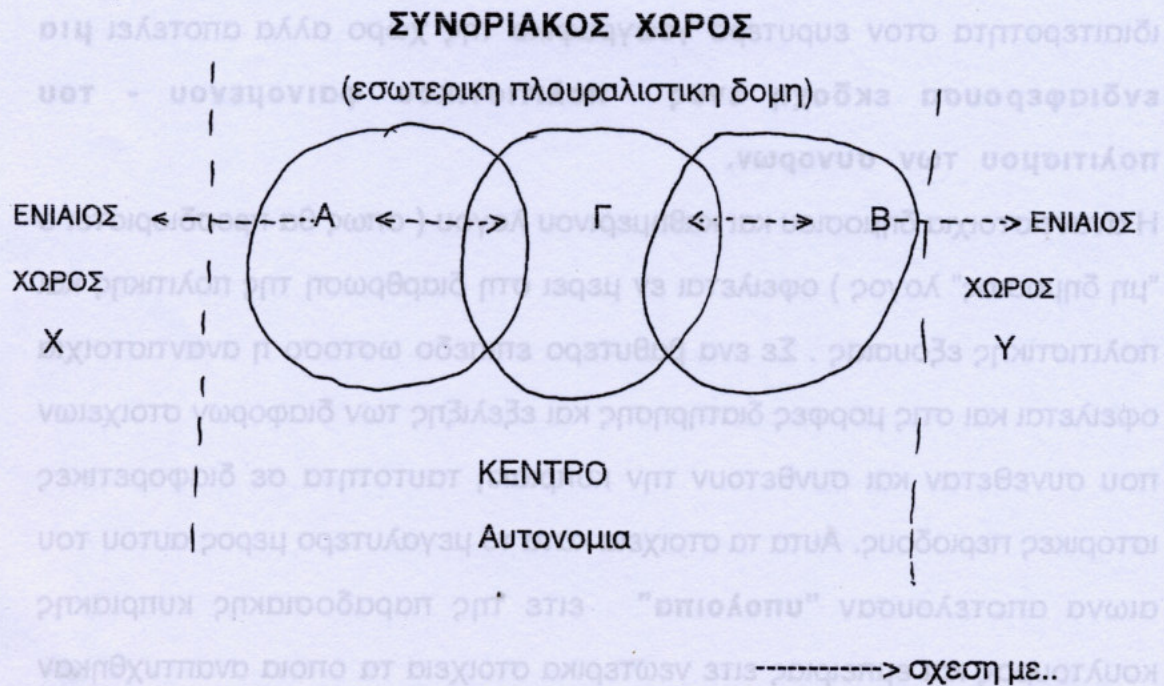 ΣΥΝΟΡΙΑΚΟΣ ΧΩΡΟΣ
(εσωτερικη πλουραλιστικη δομη)
ΕΝΙΑΙΟΣ Α Γ Β ΕΝΙΑΙΟΣ
ΧΩΡΟΣ ΧΩΡΟΣ
Χ Υ
ΚΕΝΤΡΟ
Αυτονομια
σχεση με..